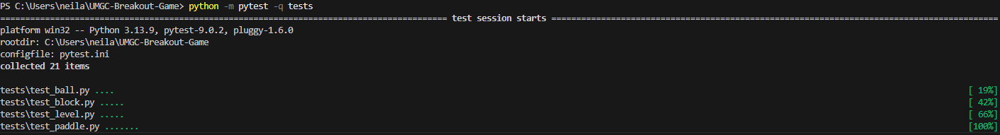 PS C:\Users\neila\UMGC-Breakout-Game> python -m pytest -q tests
============================================================================================ test session starts ============================================================================================
platform win32 -- Python 3.13.9, pytest-9.0.2, pluggy-1.6.0
rootdir: C:\Users\neila\UMGC-Breakout-Game
configfile: pytest.ini
collected 21 items
tests\test_ball.py .... [ 19%]
tests\test_block.py ..... [ 42%]
tests\test_level.py ..... [ 66%]
tests\test_paddle.py ....... [100%]